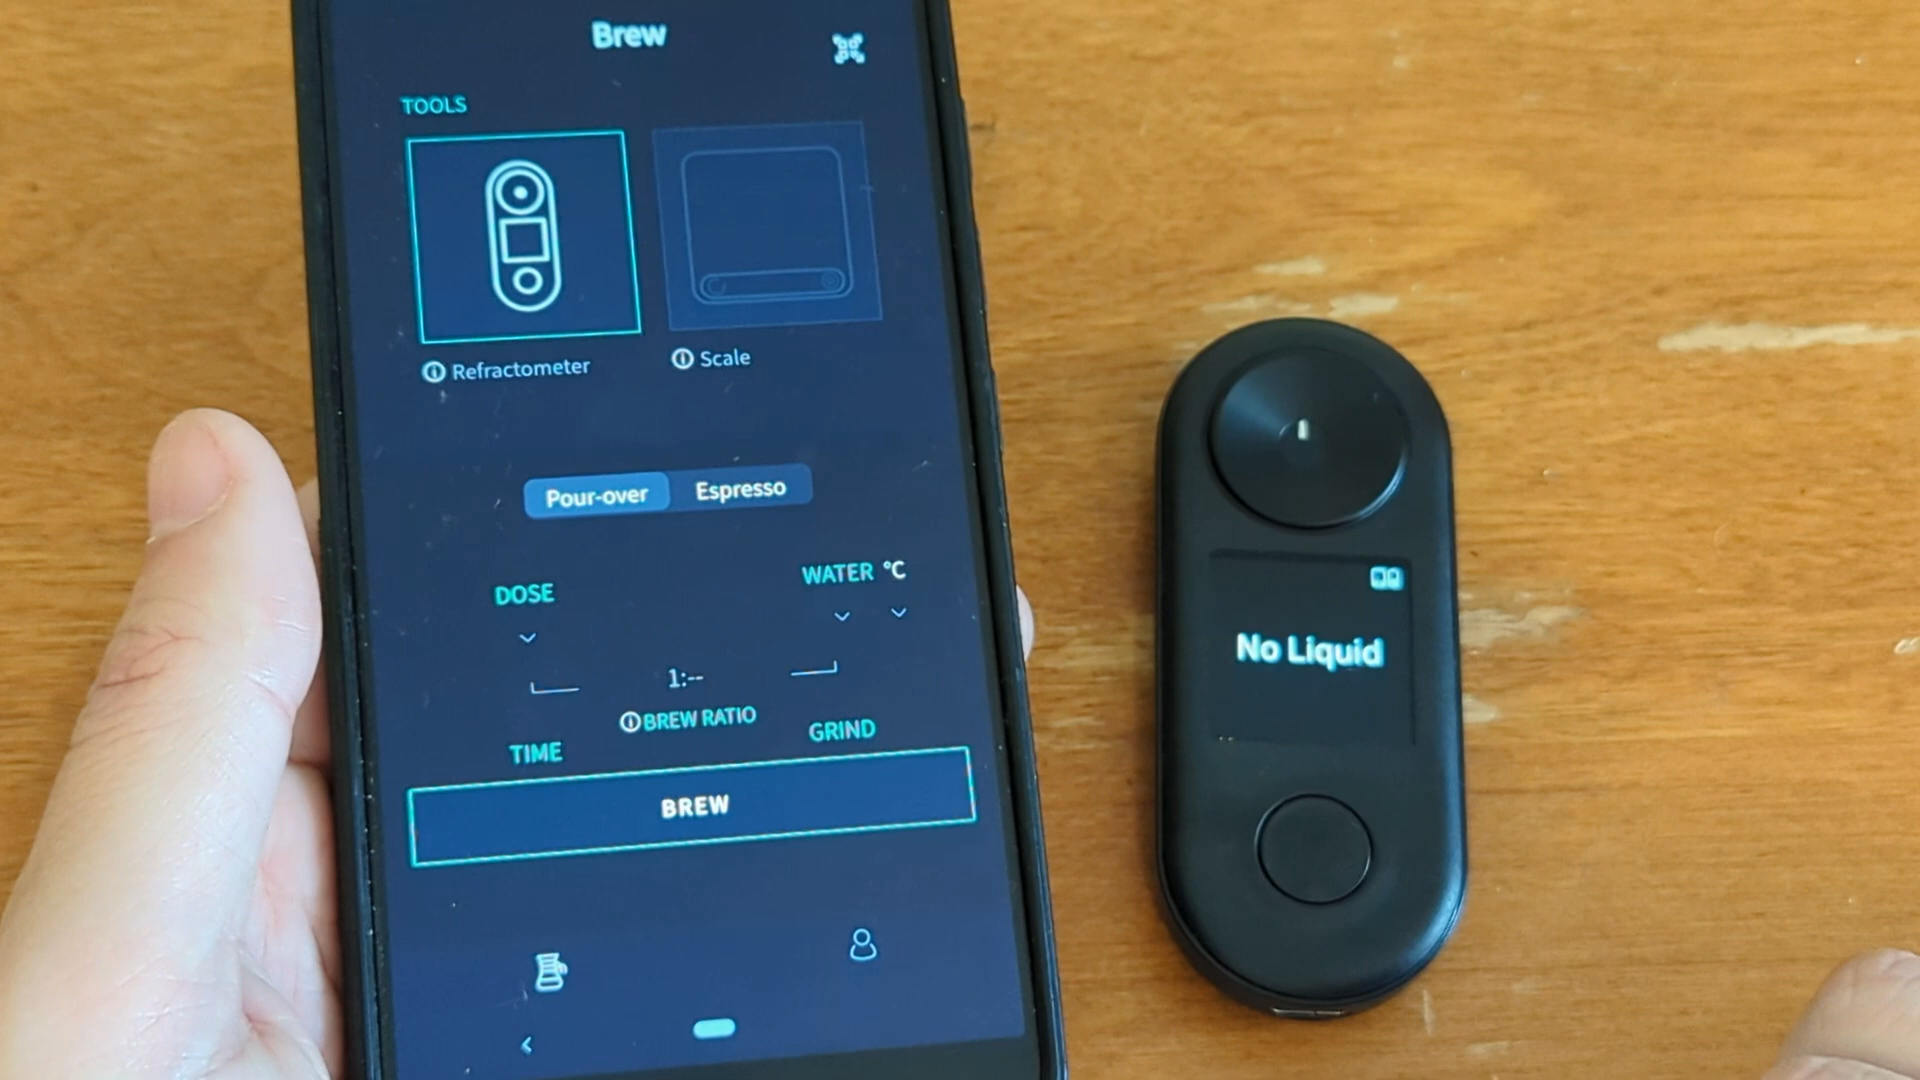 Brew
TOOLS
Refractometer
Scale
Pour-over
Espresso
DOSE
WATER °C
1:--
BREW RATIO
TIME
GRIND
BREW
No Liquid